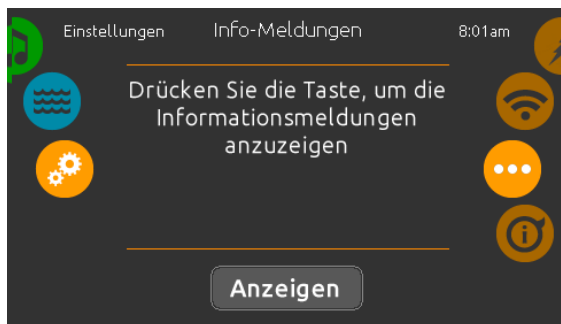 Einstellungen
Info-Meldungen
8:01am
Drücken Sie die Taste, um die
Informationsmeldungen
anzuzeigen
Anzeigen